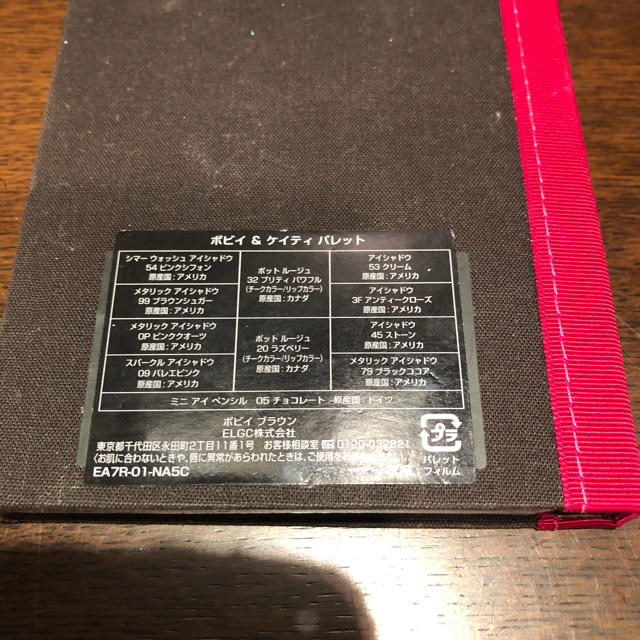 ボビイ & ケイティ パレット
シマー ウォッシュ アイシャドウ
54 ピンクシフォン
原産国：アメリカ
メタリック アイシャドウ
99 ブラウンシュガー
原産国：アメリカ
メタリック アイシャドウ
0P ピンククオーツ
原産国：アメリカ
スパークル アイシャドウ
09 バレエピンク
原産国：アメリカ
ポット ルージュ
32 プリティ パワフル
(チークカラー/リップカラー)
原産国：カナダ
ポット ルージュ
20 ラズベリー
(チークカラー/リップカラー)
原産国：カナダ
アイシャドウ
53 クリーム
原産国：アメリカ
アイシャドウ
3F アンティークローズ
原産国：アメリカ
アイシャドウ
45 ストーン
原産国：アメリカ
メタリック アイシャドウ
79 ブラックココア
原産国：アメリカ
ミニ アイ ペンシル 05 チョコレート 原産国：ドイツ
ボビイ ブラウン
ELGC株式会社
東京都千代田区永田町2丁目11番1号 お客様相談室 0120-032821
〈お肌に合わないときや、唇に異常があらわれたときは、ご使用をおやめください。〉
EA7R-01-NA5C
プラ
パレット
フィルム